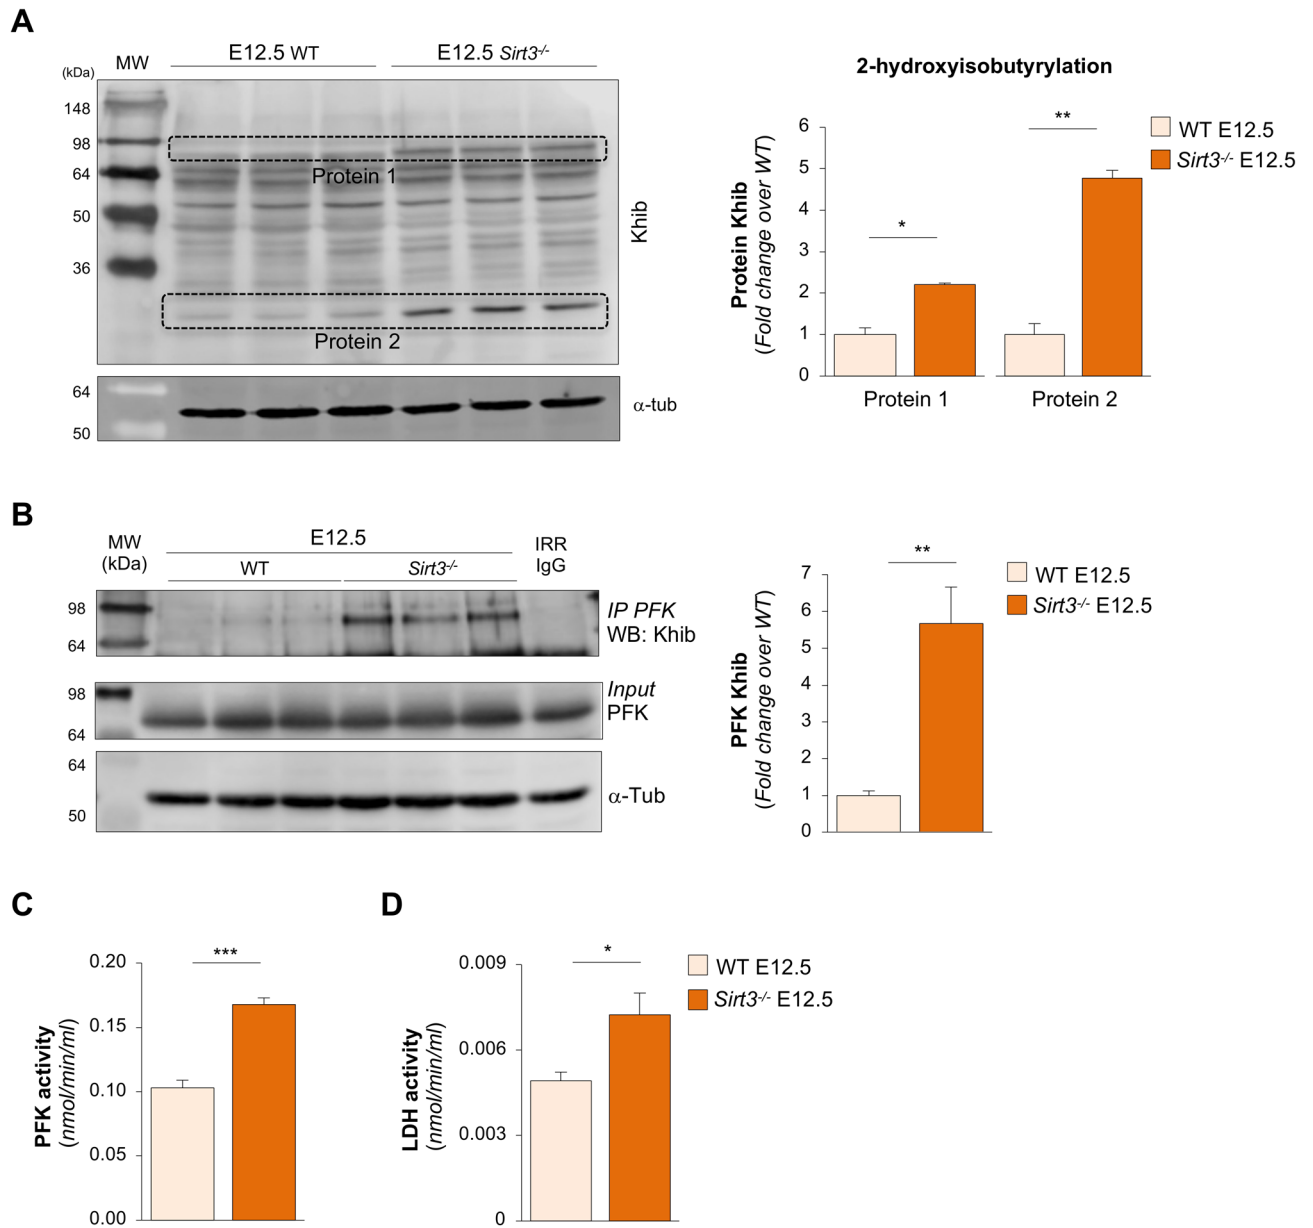 A
E12.5 WT
E12.5 Sirt3-/-
MW
(kDa)
148
98
64
50
36
Protein 1
Protein 2
Khib
64
50
α-tub
2-hydroxyisobutyrylation
Protein Khib
(Fold change over WT)
6
5
4
3
2
1
0
*
**
Protein 1
Protein 2
WT E12.5
Sirt3-/- E12.5
B
MW
(kDa)
E12.5
WT
Sirt3-/-
IRR
IgG
98
64
IP PFK
WB: Khib
98
64
Input
PFK
64
50
α-Tub
PFK Khib
(Fold change over WT)
7
6
5
4
3
2
1
0
**
WT E12.5
Sirt3-/- E12.5
C
PFK activity
(nmol/min/ml)
0.20
0.15
0.10
0.05
0.00
***
D
LDH activity
(nmol/min/ml)
0.009
0.006
0.003
0
*
WT E12.5
Sirt3-/- E12.5